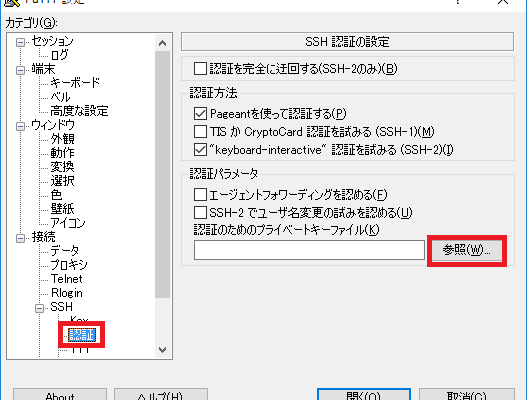 PuTTY 設定
カテゴリ(G):
セッション
ログ
端末
キーボード
ベル
高度な設定
ウィンドウ
外観
動作
変換
選択
色
壁紙
アイコン
接続
データ
プロキシ
Telnet
Rlogin
SSH
Kex
認証
TTY
SSH 認証の設定
認証を完全に迂回する(SSH-2のみ)(B)
認証方法
Pageantを使って認証する(P)
TIS か CryptoCard 認証を試みる (SSH-1)(M)
"keyboard-interactive" 認証を試みる (SSH-2)(I)
認証パラメータ
エージェントフォワーディングを認める(F)
SSH-2 でユーザ名変更の試みを認める(U)
認証のためのプライベートキーファイル(K)
参照(W)...
About
ヘルプ(H)
開く(O)
取消(C)